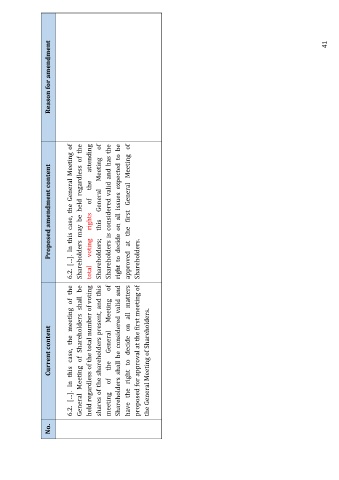 No.
Current content
Proposed amendment content
Reason for amendment
6.2. [...]. In this case, the meeting of the
General Meeting of Shareholders shall be
held regardless of the total number of voting
shares of the shareholders present, and this
meeting of the General Meeting of
Shareholders shall be considered valid and
have the right to decide on all matters
proposed for approval at the first meeting of
the General Meeting of Shareholders.
6.2. [...]. In this case, the General Meeting of
Shareholders may be held regardless of the
total voting rights of the attending
Shareholders; this General Meeting of
Shareholders is considered valid and has the
right to decide on all issues expected to be
approved at the first General Meeting of
Shareholders.
41